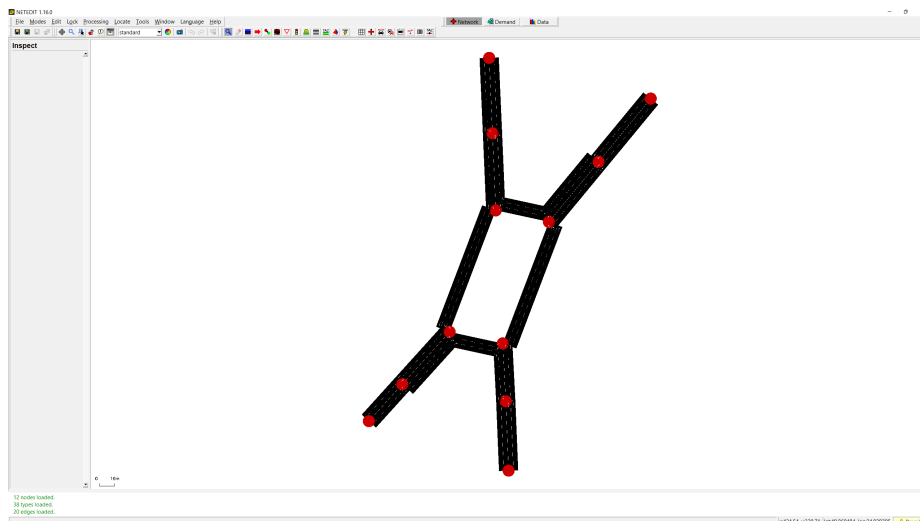 NETEDIT 1.16.0
File Modes Edit Lock Processing Locate Tools Window Language Help
Network Demand Data
standard
Inspect
0 10m
12 nodes loaded.
38 types loaded.
20 edges loaded.